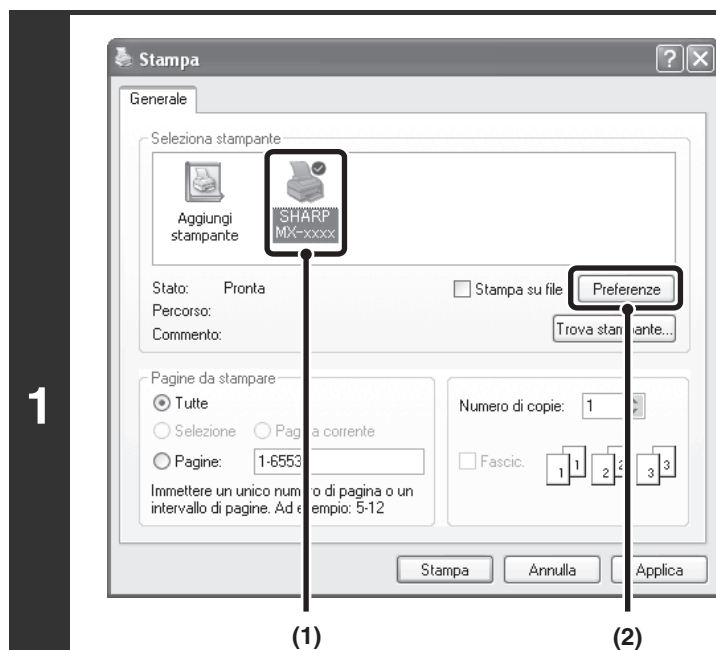 1
Stampa
Generale
Seleziona stampante
Aggiungi
stampante
SHARP
MX-xxxx
Stato: Pronta
Percorso:
Commento:
Stampa su file
Preferenze
Trova stampante...
Pagine da stampare
Tutte
Selezione
Pagina corrente
Pagine: 1-6553
Immettere un unico numero di pagina o un
intervallo di pagine. Ad esempio: 5-12
Numero di copie: 1
Fascic.
1 1 2 2 3 3
Stampa
Annulla
Applica
(1)
(2)